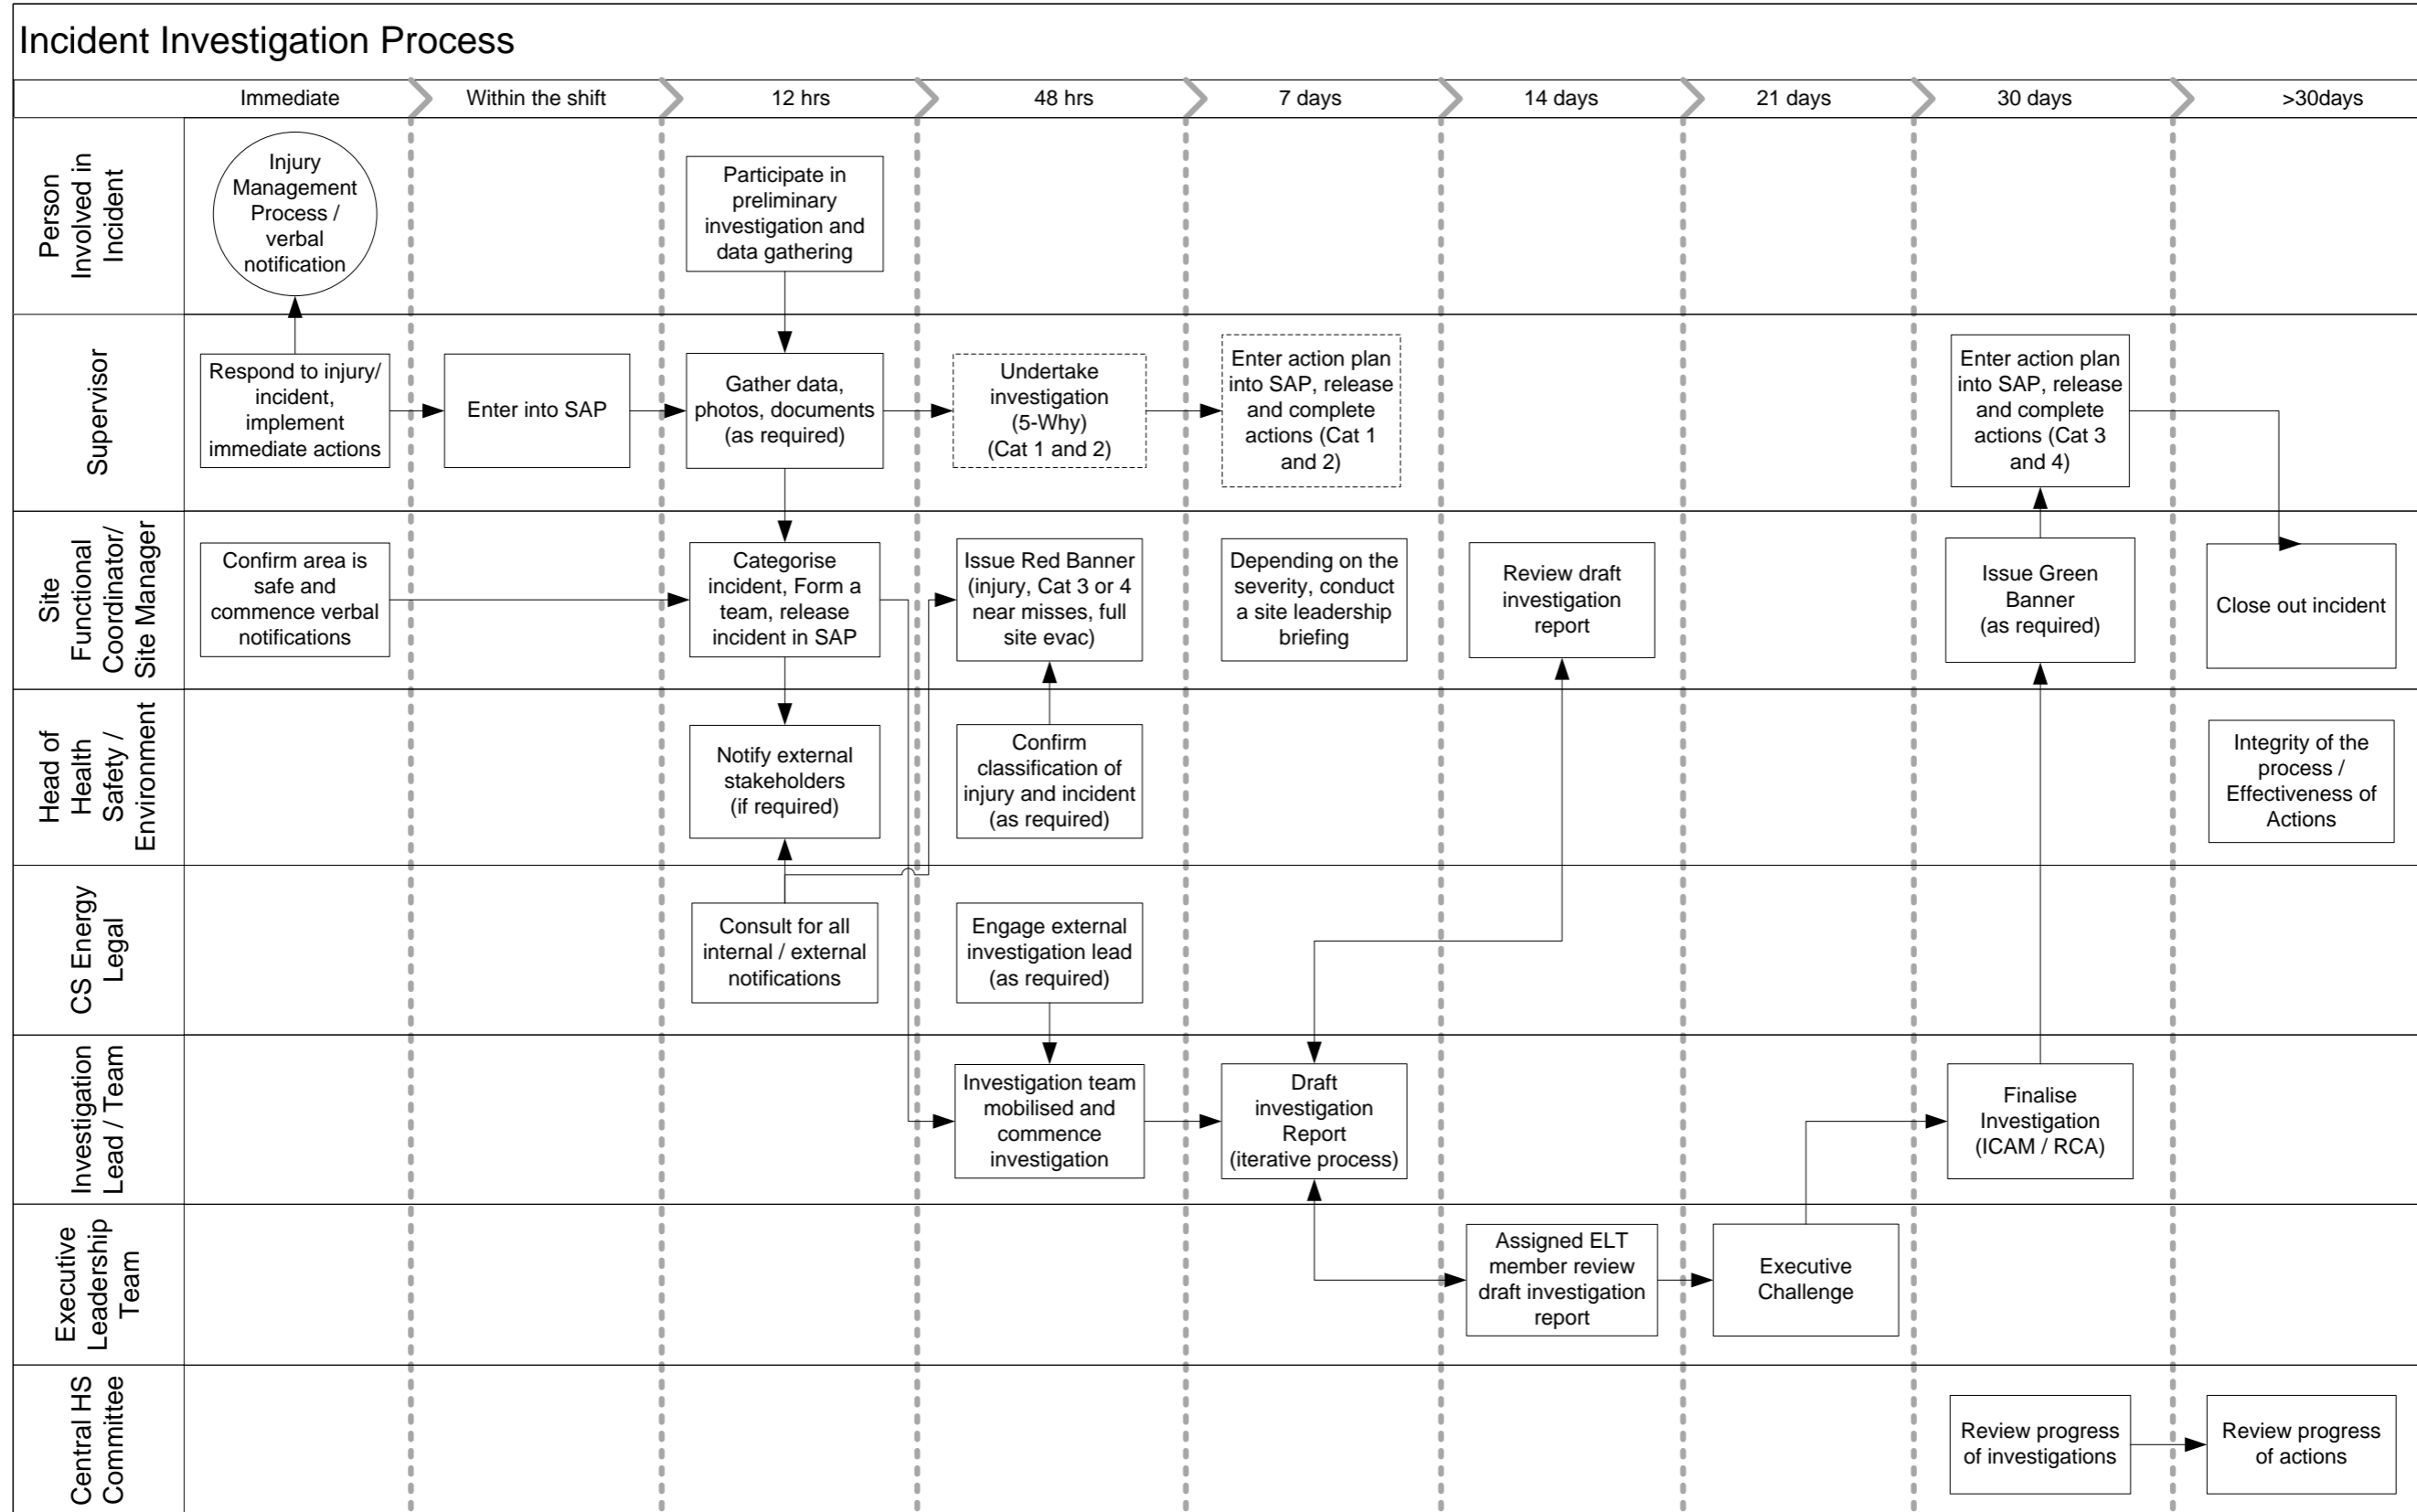 Incident Investigation Process
Immediate
Within the shift
12 hrs
48 hrs
7 days
14 days
21 days
30 days
>30days
Person
Involved in
Incident
Injury
Management
Process /
verbal
notification
Participate in
preliminary
investigation and
data gathering
Supervisor
Respond to injury/
incident,
implement
immediate actions
Enter into SAP
Gather data,
photos, documents
(as required)
Undertake
investigation
(5-Why)
(Cat 1 and 2)
Enter action plan
into SAP, release
and complete
actions (Cat 1
and 2)
Enter action plan
into SAP, release
and complete
actions (Cat 3
and 4)
Site
Functional
Coordinator/
Site Manager
Confirm area is
safe and
commence verbal
notifications
Categorise
incident, Form a
team, release
incident in SAP
Issue Red Banner
(injury, Cat 3 or 4
near misses, full
site evac)
Depending on the
severity, conduct
a site leadership
briefing
Review draft
investigation
report
Issue Green
Banner
(as required)
Close out incident
Head of
Health
Safety /
Environment
Notify external
stakeholders
(if required)
Confirm
classification of
injury and incident
(as required)
Integrity of the
process /
Effectiveness of
Actions
CS Energy
Legal
Consult for all
internal / external
notifications
Engage external
investigation lead
(as required)
Investigation
Lead / Team
Investigation team
mobilised and
commence
investigation
Draft
investigation
Report
(iterative process)
Finalise
Investigation
(ICAM / RCA)
Executive
Leadership
Team
Assigned ELT
member review
draft investigation
report
Executive
Challenge
Central HS
Committee
Review progress
of investigations
Review progress
of actions